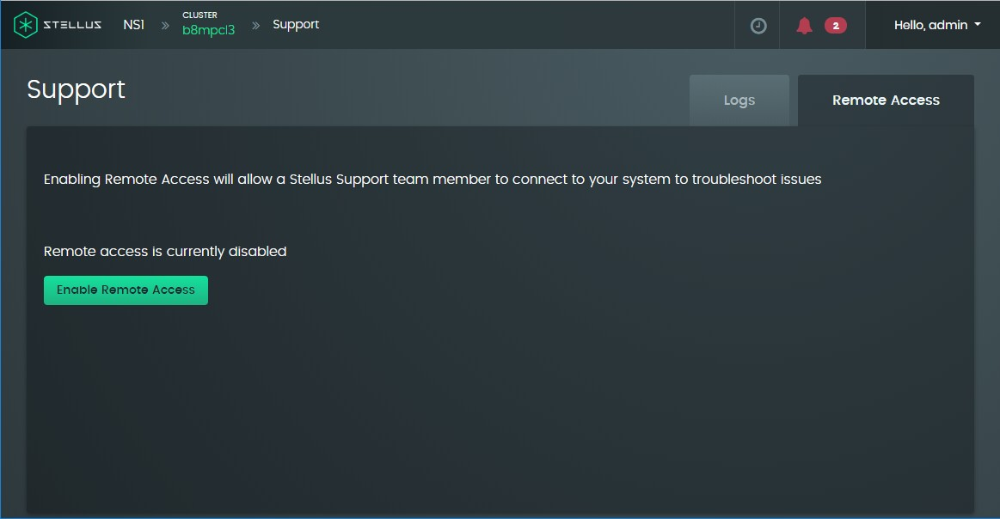 STELLUS NS1 » CLUSTER b8mpcl3 » Support 2 Hello, admin
Support
Logs Remote Access
Enabling Remote Access will allow a Stellus Support team member to connect to your system to troubleshoot issues
Remote access is currently disabled
Enable Remote Access